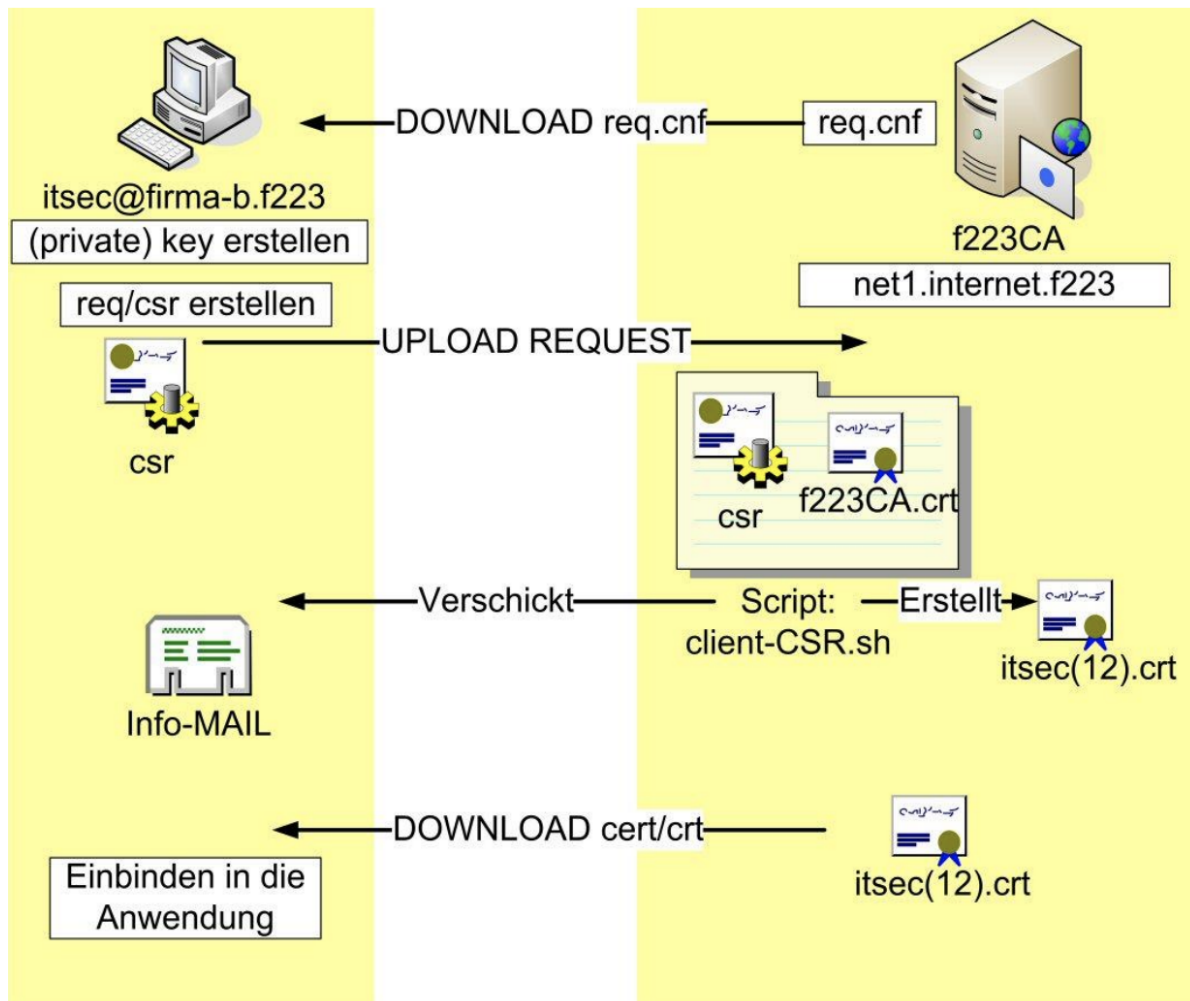 DOWNLOAD req.cnf
req.cnf
itsec@firma-b.f223
(private) key erstellen
f223CA
net1.internet.f223
req/csr erstellen
UPLOAD REQUEST
csr
csr
f223CA.crt
Verschickt
Script:
client-CSR.sh
Erstellt
itsec(12).crt
Info-MAIL
DOWNLOAD cert/crt
itsec(12).crt
Einbinden in die
Anwendung